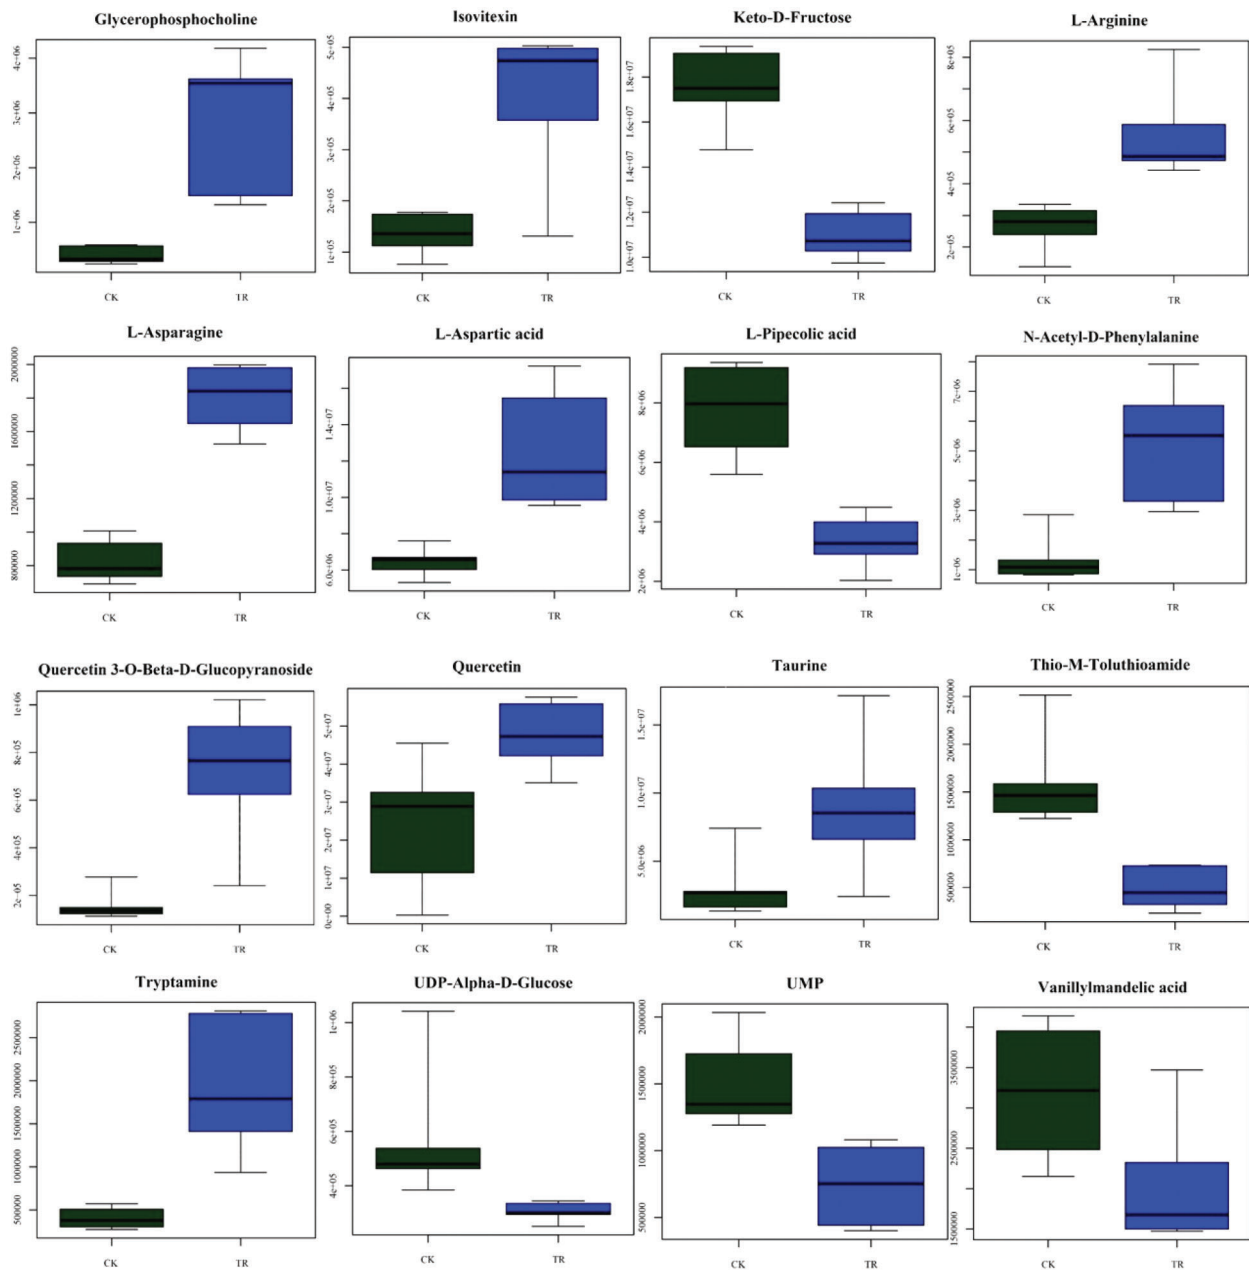 Glycerophosphocholine
4e+06
3e+06
2e+06
1e+06
CK
TR
Isovitexin
5e+05
4e+05
3e+05
2e+05
1e+05
CK
TR
Keto-D-Fructose
1.8e+07
1.6e+07
1.4e+07
1.2e+07
1.0e+07
CK
TR
L-Arginine
8e+05
6e+05
4e+05
2e+05
CK
TR
L-Asparagine
2000000
1600000
1200000
800000
CK
TR
L-Aspartic acid
1.4e+07
1.0e+07
6.0e+06
CK
TR
L-Pipecolic acid
8e+06
6e+06
4e+06
2e+06
CK
TR
N-Acetyl-D-Phenylalanine
7e-06
5e-06
3e-06
1e-06
CK
TR
Quercetin 3-O-Beta-D-Glucopyranoside
1e+06
8e+05
6e+05
4e+05
2e+05
CK
TR
Quercetin
5e+07
4e+07
3e+07
2e+07
1e+07
0e+00
CK
TR
Taurine
1.5e+07
1.0e+07
5.0e+06
CK
TR
Thio-M-Toluthioamide
2500000
2000000
1500000
1000000
500000
CK
TR
Tryptamine
2500000
2000000
1500000
1000000
500000
CK
TR
UDP-Alpha-D-Glucose
1e+06
8e+05
6e+05
4e+05
CK
TR
UMP
2000000
1500000
1000000
500000
CK
TR
Vanillylmandelic acid
3500000
2500000
1500000
CK
TR